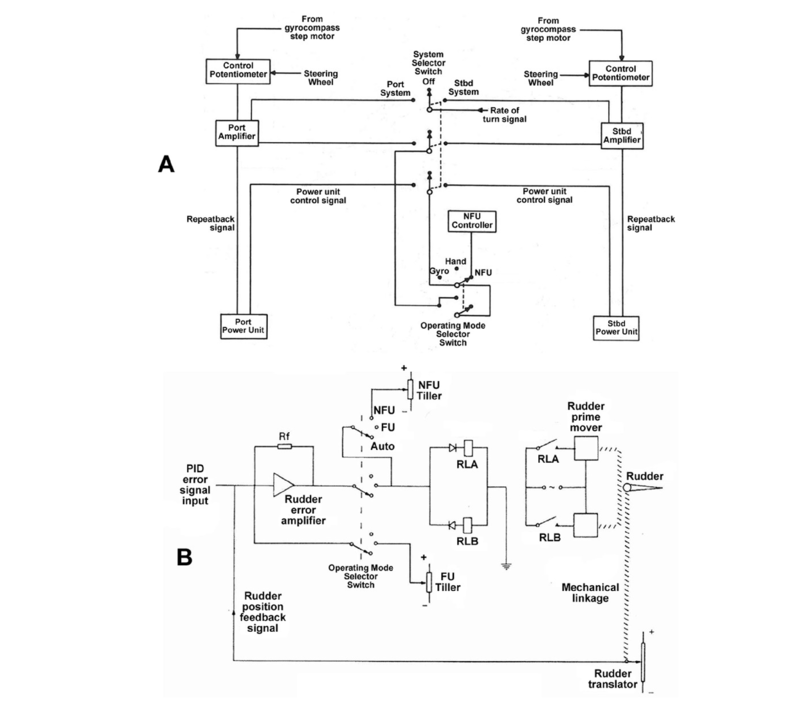 From
gyrocompass
step motor
From
gyrocompass
step motor
Control
Potentiometer
Steering
Wheel
System
Selector
Switch
Off
Port
System
Stbd
System
Steering
Wheel
Control
Potentiometer
Rate of
turn signal
Port
Amplifier
Stbd
Amplifier
A
Power unit
control signal
Power unit
control signal
Repeatback
signal
NFU
Controller
Repeatback
signal
Hand
Gyro
NFU
Port
Power Unit
Operating Mode
Selector
Switch
Stbd
Power Unit
+
NFU
Tiller
–
NFU
FU
Auto
Rf
PID
error
signal
input
Rudder
error
amplifier
RLA
RLB
Rudder
prime
mover
RLA
~
RLB
Rudder
B
Operating Mode
Selector
Switch
+
FU
Tiller
–
Rudder
position
feedback
signal
Mechanical
linkage
+
Rudder
translator
–